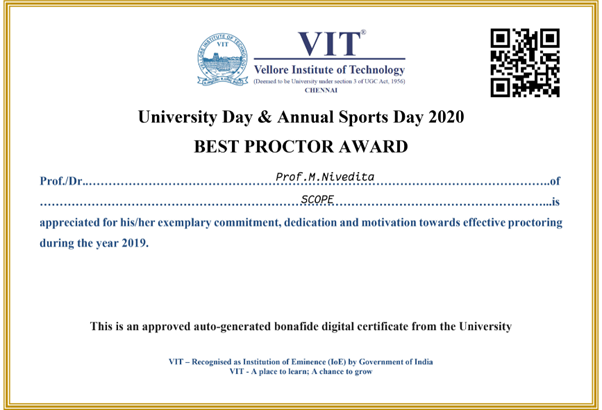 VELLORE INSTITUTE OF TECHNOLOGY
VIT
VIT®
Vellore Institute of Technology
(Deemed to be University under section 3 of UGC Act, 1956)
CHENNAI
University Day & Annual Sports Day 2020
BEST PROCTOR AWARD
Prof./Dr. Prof.M.Nivedita of
SCOPE is
appreciated for his/her exemplary commitment, dedication and motivation towards effective proctoring
during the year 2019.
This is an approved auto-generated bonafide digital certificate from the University
VIT – Recognised as Institution of Eminence (IoE) by Government of India
VIT - A place to learn; A chance to grow